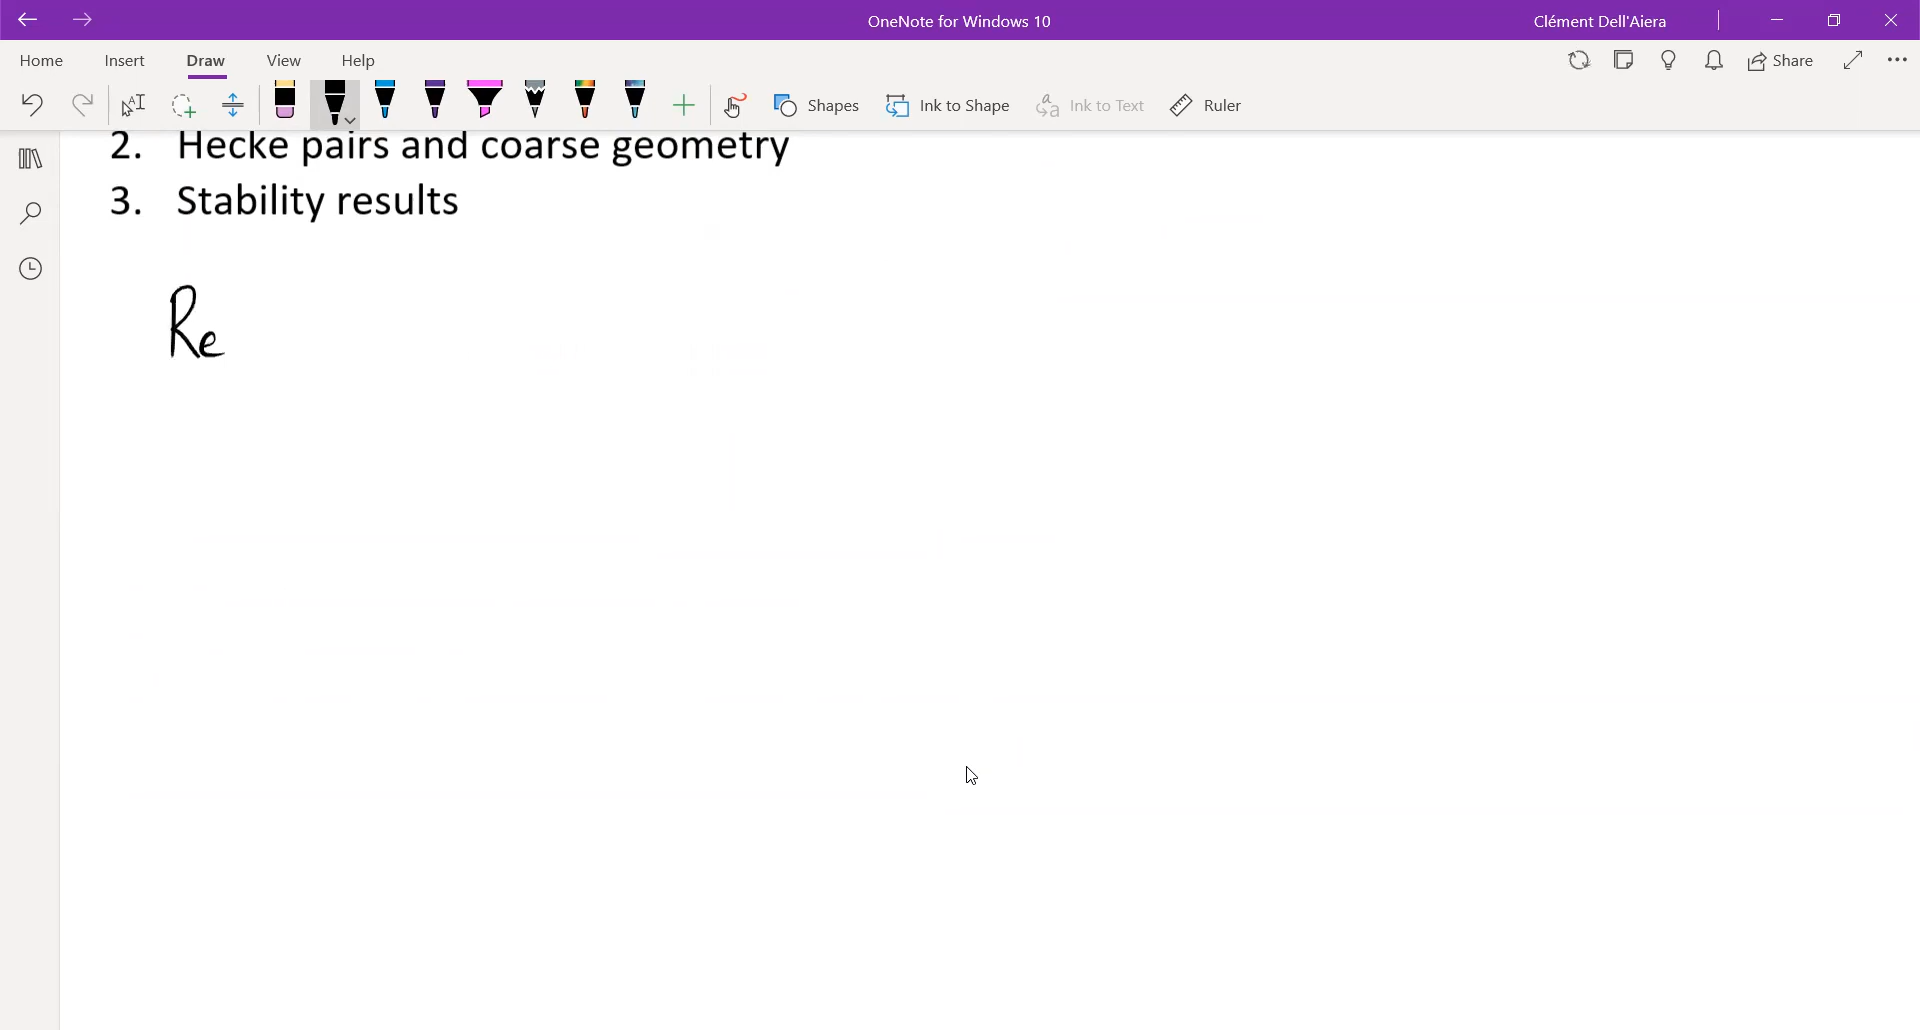 OneNote for Windows 10
Clément Dell'Aiera
Home Insert Draw View Help
Share
Shapes Ink to Shape Ink to Text Ruler
2. Hecke pairs and coarse geometry
3. Stability results
Re